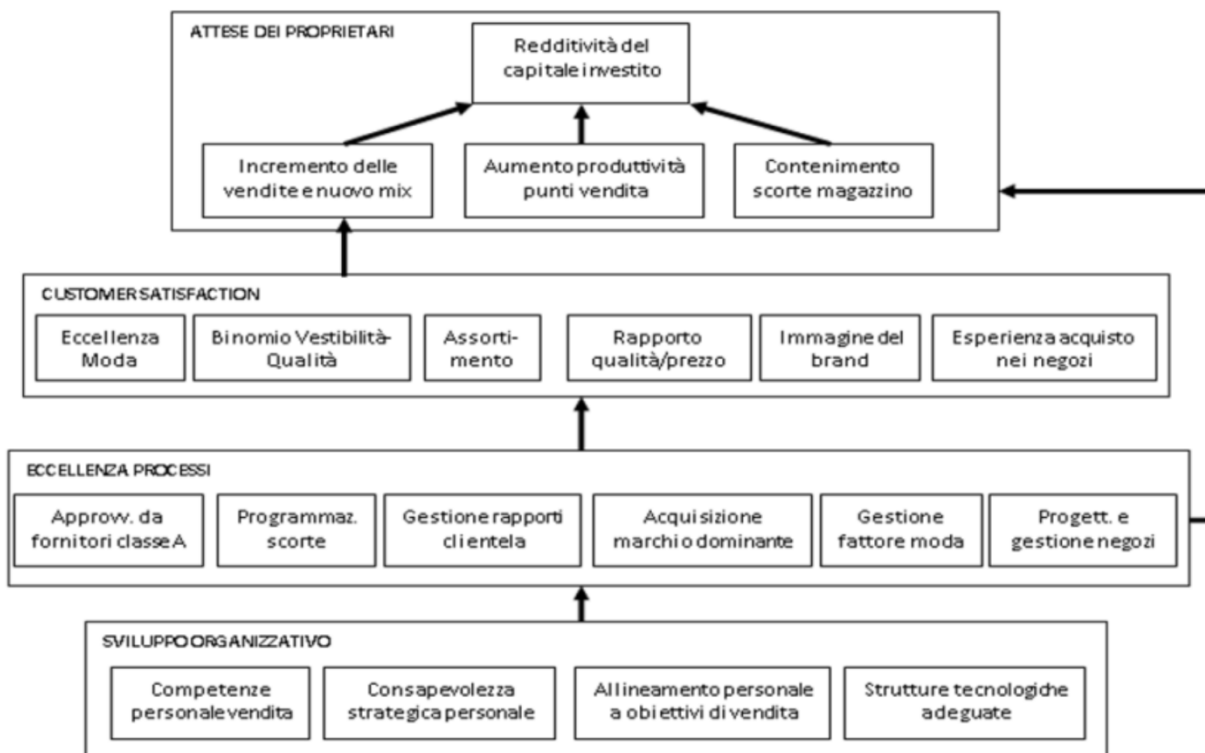 ATTESE DEI PROPRIETARI
Redditività del
capitale investito
Incremento delle
vendite e nuovo mix
Aumento produttività
punti vendita
Contenimento
scorte magazzino
CUSTOMER SATISFACTION
Eccellenza
Moda
Binomio Vestibilità-
Qualità
Assorti-
mento
Rapporto
qualità/prezzo
Immagine del
brand
Esperienza acquisto
nei negozi
ECCELLENZA PROCESSI
Approvv. da
fornitori classe A
Programmaz.
scorte
Gestione rapporti
clientela
Acquisizione
marchio dominante
Gestione
fattore moda
Progett. e
gestione negozi
SVILUPPO ORGANIZZATIVO
Competenze
personale vendita
Consapevolezza
strategica personale
Allineamento personale
a obiettivi di vendita
Strutture tecnologiche
adeguate